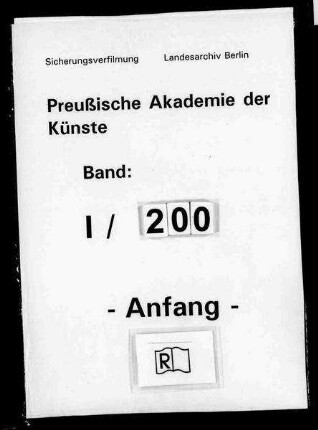 Sicherungsverfilmung Landesarchiv Berlin
Preußische Akademie der
Künste
Band:
I / 200
- Anfang -
R